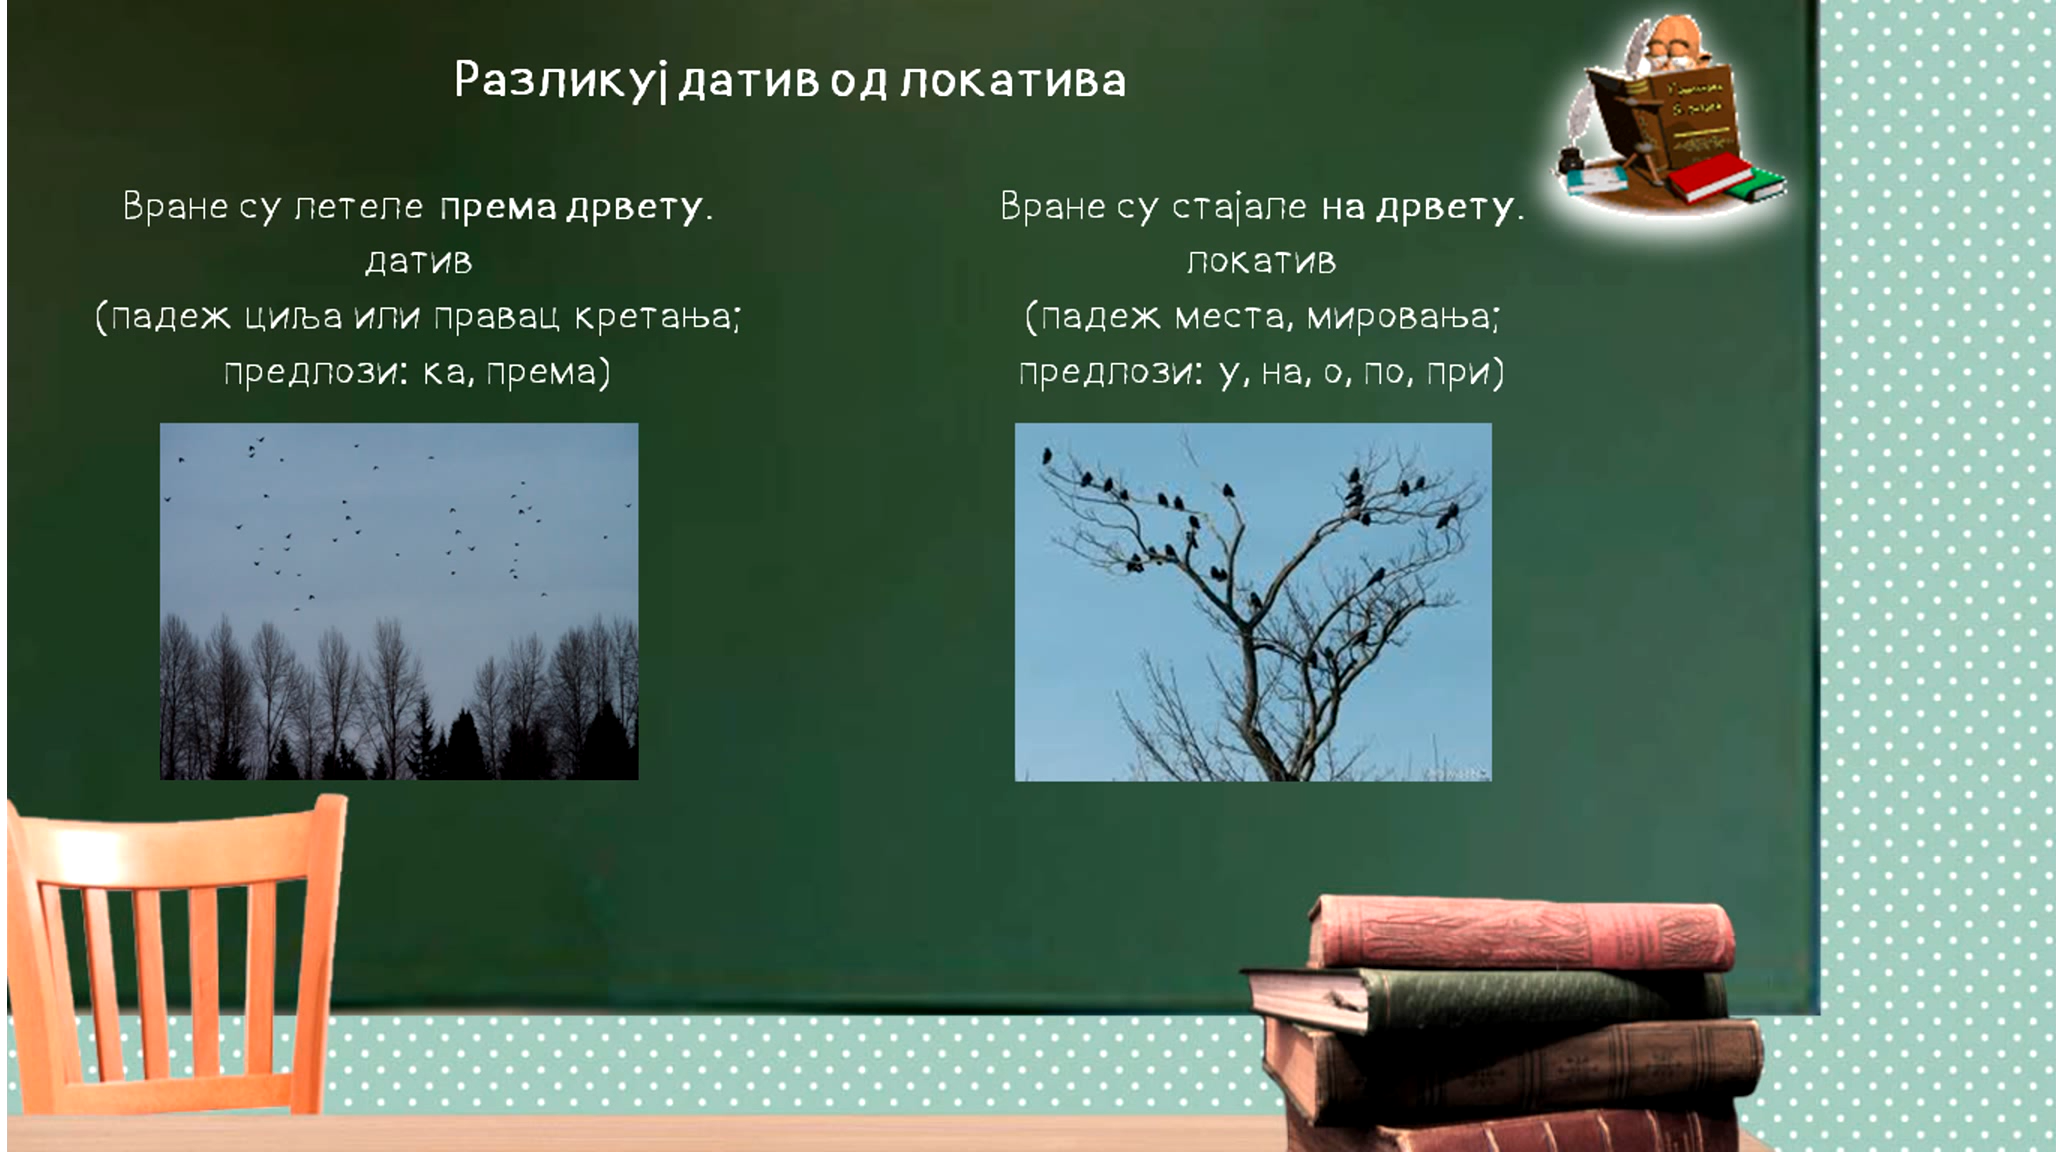 Разликуј датив од локатива
Вране су летеле према дрвету.
датив
(падеж циља или правац кретања;
предлози: ка, према)
Вране су стајале на дрвету.
локатив
(падеж места, мировања;
предлози: у, на, о, по, при)